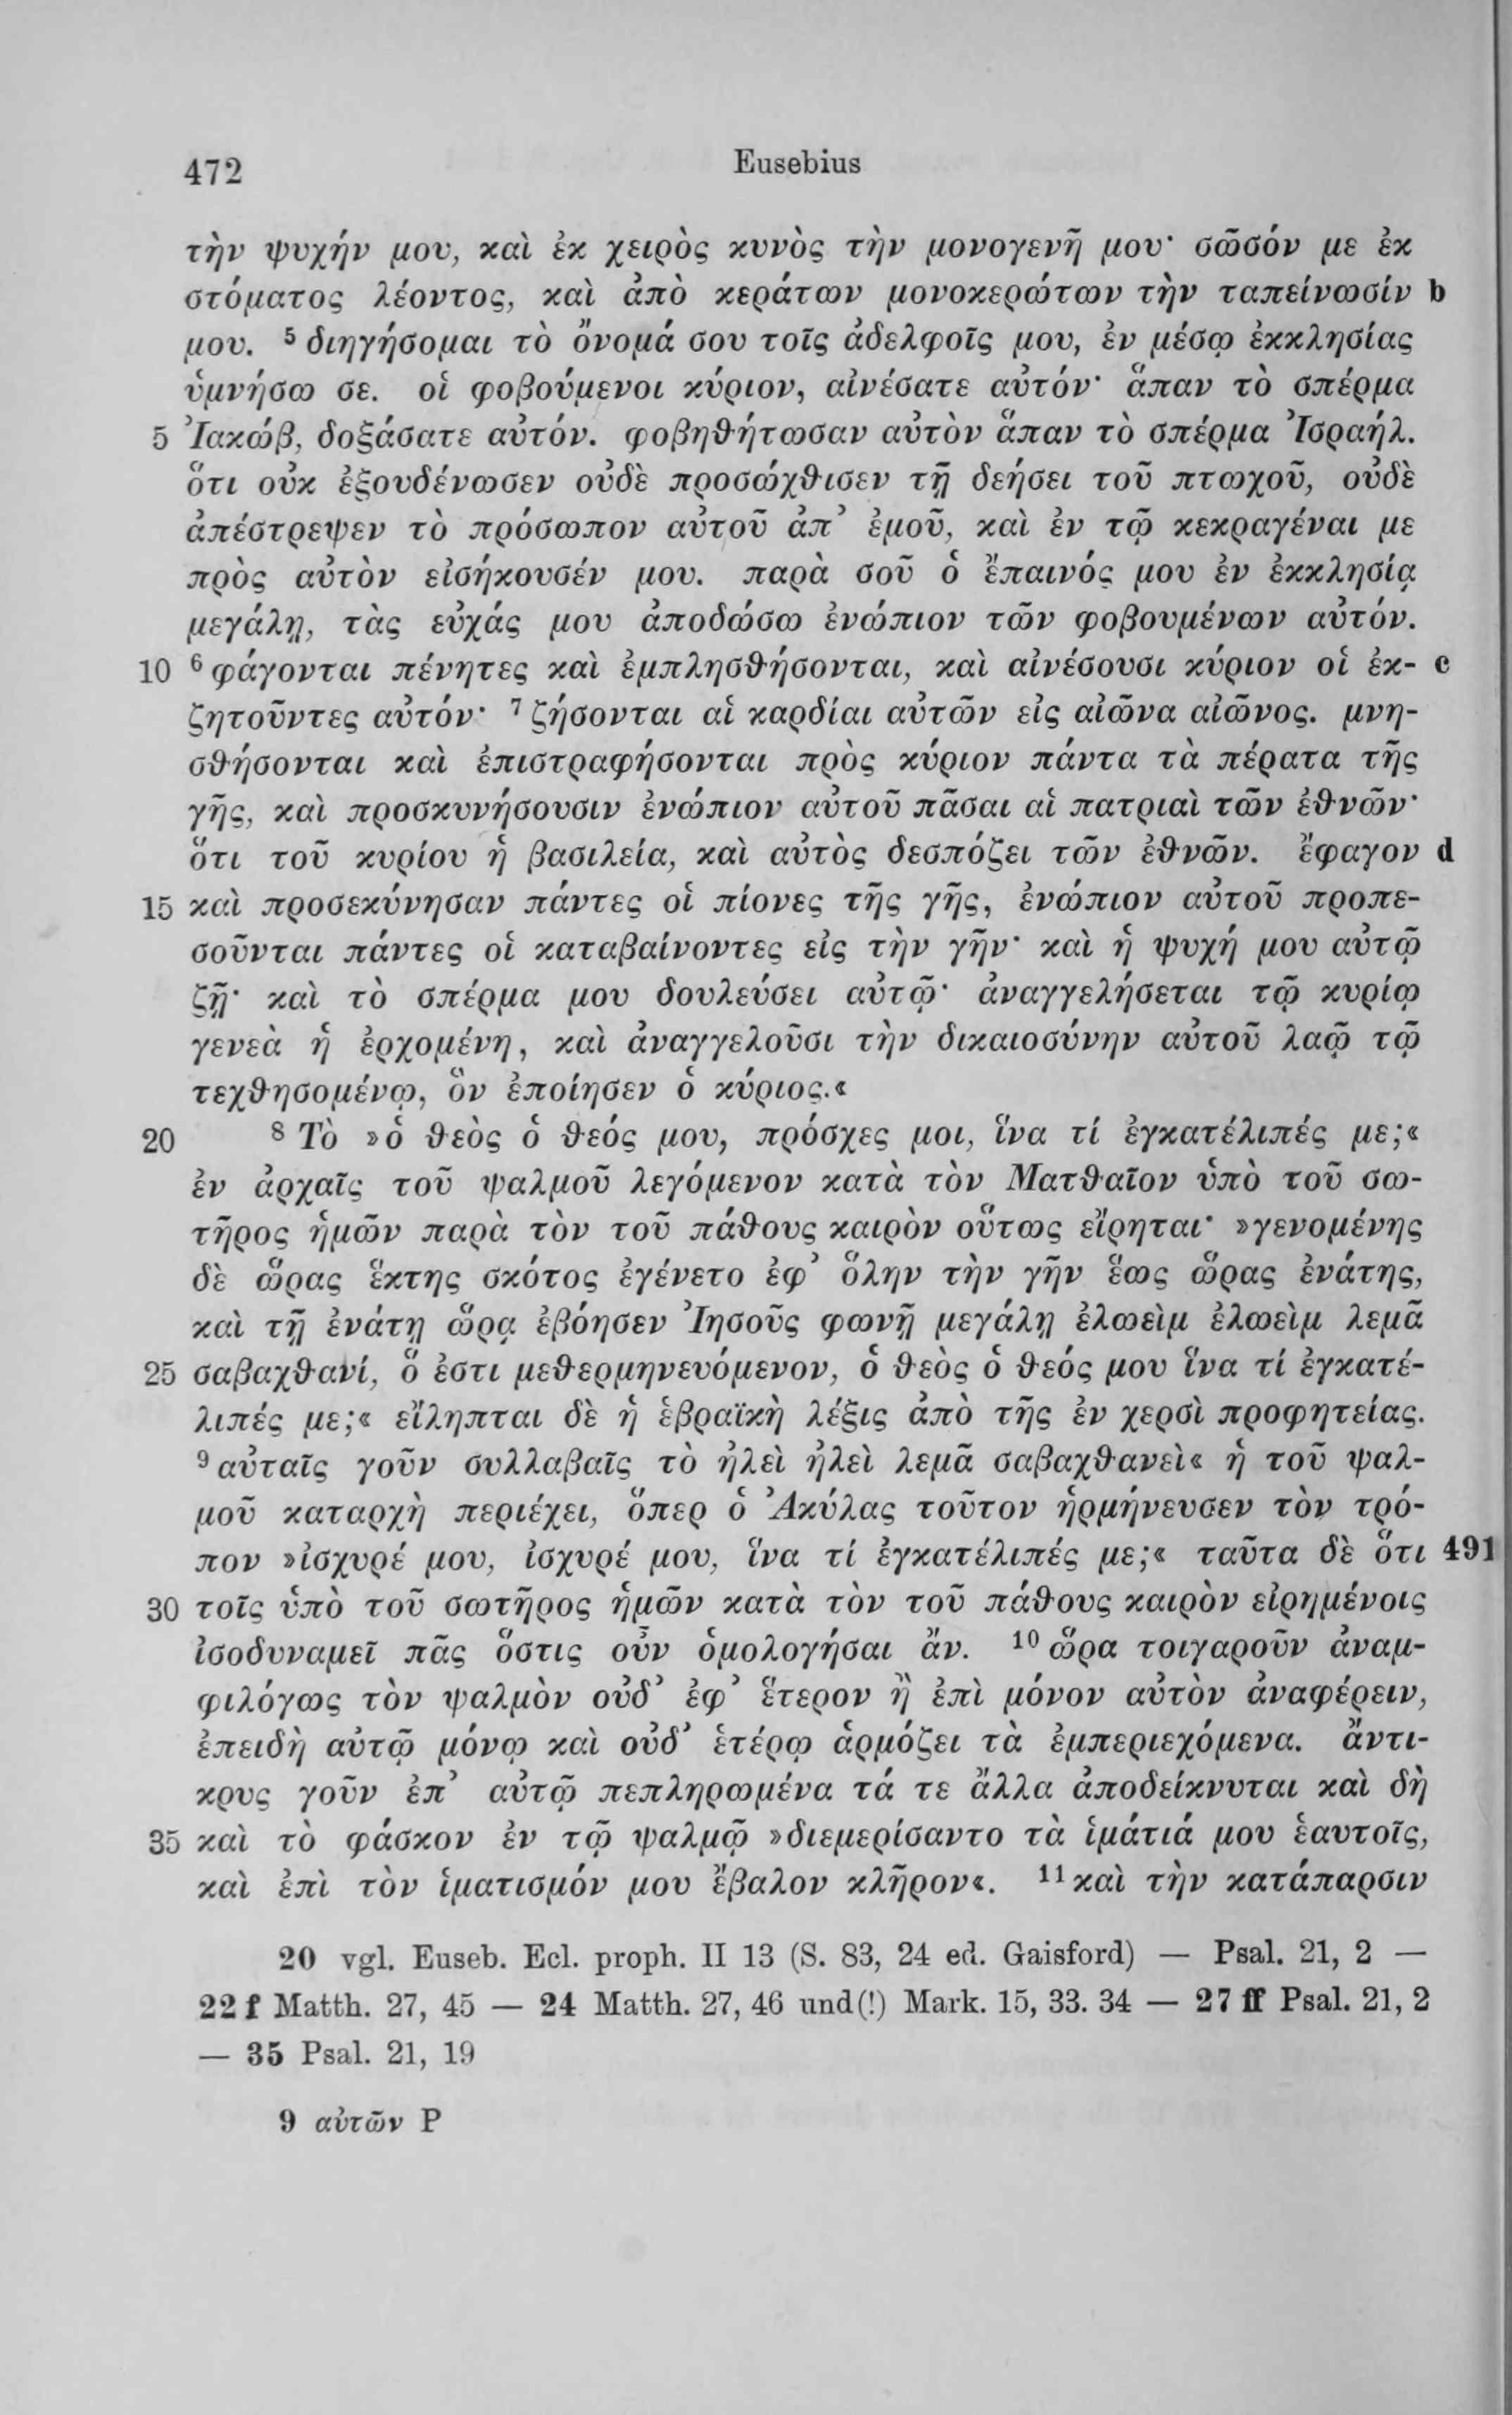 472 Eusebius
τὴν ψυχήν μου, καὶ ἐκ χειρὸς κυνὸς τὴν μονογενῆ μου· σῶσόν με ἐκ
στόματος λέοντος, καὶ ἀπὸ κεράτων μονοκερώτων τὴν ταπείνωσίν b
μου. ⁵ διηγήσομαι τὸ ὄνομά σου τοῖς ἀδελφοῖς μου, ἐν μέσῳ ἐκκλησίας
ὑμνήσω σε. οἱ φοβούμενοι κύριον, αἰνέσατε αὐτόν· ἅπαν τὸ σπέρμα
5 Ἰακώβ, δοξάσατε αὐτόν. φοβηθήτωσαν αὐτὸν ἅπαν τὸ σπέρμα Ἰσραήλ.
ὅτι οὐκ ἐξουδένωσεν οὐδὲ προσώχθισεν τῇ δεήσει τοῦ πτωχοῦ, οὐδὲ
ἀπέστρεψεν τὸ πρόσωπον αὐτοῦ ἀπ’ ἐμοῦ, καὶ ἐν τῷ κεκραγέναι με
πρὸς αὐτὸν εἰσήκουσέν μου. παρὰ σοῦ ὁ ἔπαινός μου ἐν ἐκκλησίᾳ
μεγάλῃ, τὰς εὐχάς μου ἀποδώσω ἐνώπιον τῶν φοβουμένων αὐτόν.
10 ⁶ φάγονται πένητες καὶ ἐμπλησθήσονται, καὶ αἰνέσουσι κύριον οἱ ἐκ- c
ζητοῦντες αὐτόν· ⁷ ζήσονται αἱ καρδίαι αὐτῶν εἰς αἰῶνα αἰῶνος. μνη-
σθήσονται καὶ ἐπιστραφήσονται πρὸς κύριον πάντα τὰ πέρατα τῆς
γῆς, καὶ προσκυνήσουσιν ἐνώπιον αὐτοῦ πᾶσαι αἱ πατριαὶ τῶν ἐθνῶν·
ὅτι τοῦ κυρίου ἡ βασιλεία, καὶ αὐτὸς δεσπόζει τῶν ἐθνῶν. ἔφαγον d
15 καὶ προσεκύνησαν πάντες οἱ πίονες τῆς γῆς, ἐνώπιον αὐτοῦ προπε-
σοῦνται πάντες οἱ καταβαίνοντες εἰς τὴν γῆν· καὶ ἡ ψυχή μου αὐτῷ
ζῇ· καὶ τὸ σπέρμα μου δουλεύσει αὐτῷ· ἀναγγελήσεται τῷ κυρίῳ
γενεὰ ἡ ἐρχομένη, καὶ ἀναγγελοῦσι τὴν δικαιοσύνην αὐτοῦ λαῷ τῷ
τεχθησομένῳ, ὃν ἐποίησεν ὁ κύριος.«
20 ⁸ Τὸ »ὁ θεὸς ὁ θεός μου, πρόσχες μοι, ἵνα τί ἐγκατέλιπές με;«
ἐν ἀρχαῖς τοῦ ψαλμοῦ λεγόμενον κατὰ τὸν Ματθαῖον ὑπὸ τοῦ σω-
τῆρος ἡμῶν παρὰ τὸν τοῦ πάθους καιρὸν οὕτως εἴρηται· »γενομένης
δὲ ὥρας ἕκτης σκότος ἐγένετο ἐφ’ ὅλην τὴν γῆν ἕως ὥρας ἐνάτης,
καὶ τῇ ἐνάτῃ ὥρᾳ ἐβόησεν Ἰησοῦς φωνῇ μεγάλῃ ἐλωεὶμ ἐλωεὶμ λεμᾶ
25 σαβαχθανί, ὅ ἐστι μεθερμηνευόμενον, ὁ θεὸς ὁ θεός μου ἵνα τί ἐγκατέ-
λιπές με;« εἴληπται δὲ ἡ ἑβραϊκὴ λέξις ἀπὸ τῆς ἐν χερσὶ προφητείας.
⁹ αὐταῖς γοῦν συλλαβαῖς τὸ ἠλεὶ ἠλεὶ λεμᾶ σαβαχθανεὶ« ἡ τοῦ ψαλ-
μοῦ καταρχὴ περιέχει, ὅπερ ὁ Ἀκύλας τοῦτον ἡρμήνευσεν τὸν τρό-
πον »ἰσχυρέ μου, ἰσχυρέ μου, ἵνα τί ἐγκατέλιπές με;« ταῦτα δὲ ὅτι 491
30 τοῖς ὑπὸ τοῦ σωτῆρος ἡμῶν κατὰ τὸν τοῦ πάθους καιρὸν εἰρημένοις
ἰσοδυναμεῖ πᾶς ὅστις οὖν ὁμολογήσαι ἄν. ¹⁰ ὥρα τοιγαροῦν ἀναμ-
φιλόγως τὸν ψαλμὸν οὐδ’ ἐφ’ ἕτερον ἢ ἐπὶ μόνον αὐτὸν ἀναφέρειν,
ἐπειδὴ αὐτῷ μόνῳ καὶ οὐδ’ ἑτέρῳ ἁρμόζει τὰ ἐμπεριεχόμενα. ἄντι-
κρυς γοῦν ἐπ’ αὐτῷ πεπληρωμένα τά τε ἄλλα ἀποδείκνυται καὶ δὴ
35 καὶ τὸ φάσκον ἐν τῷ ψαλμῷ »διεμερίσαντο τὰ ἱμάτιά μου ἑαυτοῖς,
καὶ ἐπὶ τὸν ἱματισμόν μου ἔβαλον κλῆρον«. ¹¹ καὶ τὴν κατάπαρσιν
20 vgl. Euseb. Ecl. proph. II 13 (S. 83, 24 ed. Gaisford) — Psal. 21, 2 —
22 f Matth. 27, 45 — 24 Matth. 27, 46 und(!) Mark. 15, 33. 34 — 27 ff Psal. 21, 2
— 35 Psal. 21, 19
9 αὐτῶν P